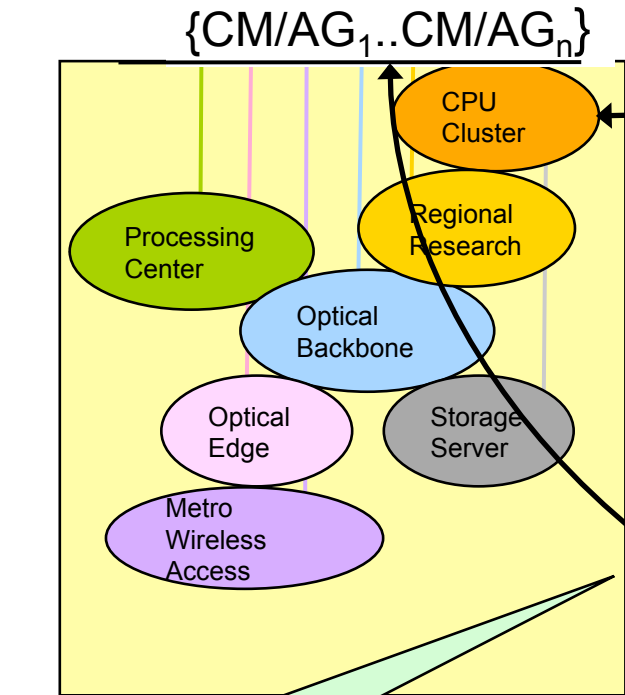 {CM/AG₁..CM/AGₙ}
CPU
Cluster
Regional
Research
Processing
Center
Optical
Backbone
Optical
Edge
Storage
Server
Metro
Wireless
Access